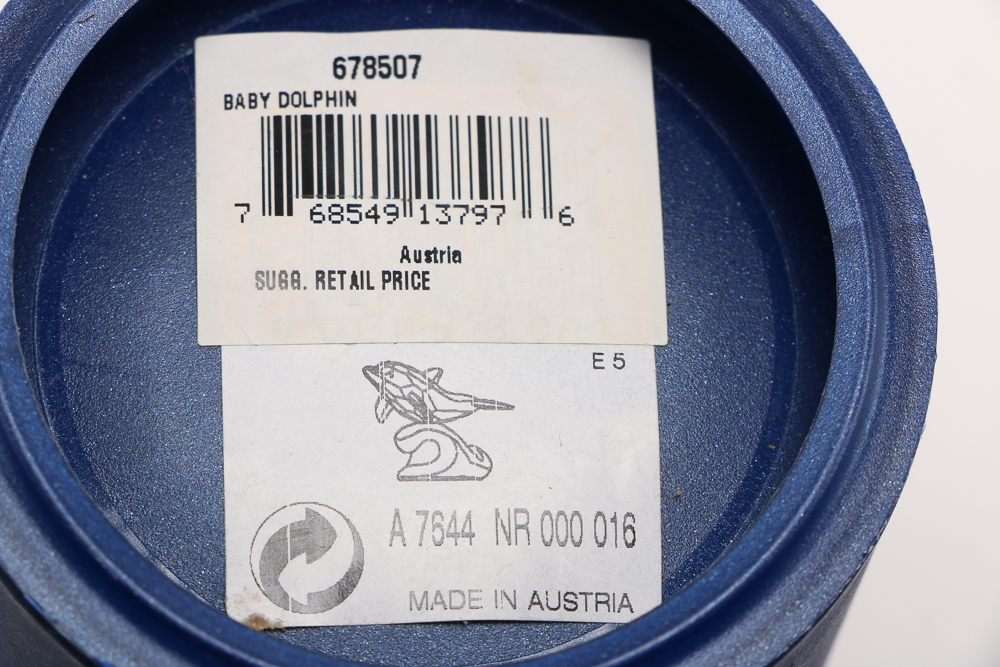 678507
BABY DOLPHIN
7 68549 13797 6
Austria
SUGG. RETAIL PRICE
E 5
A 7644 NR 000 016
MADE IN AUSTRIA